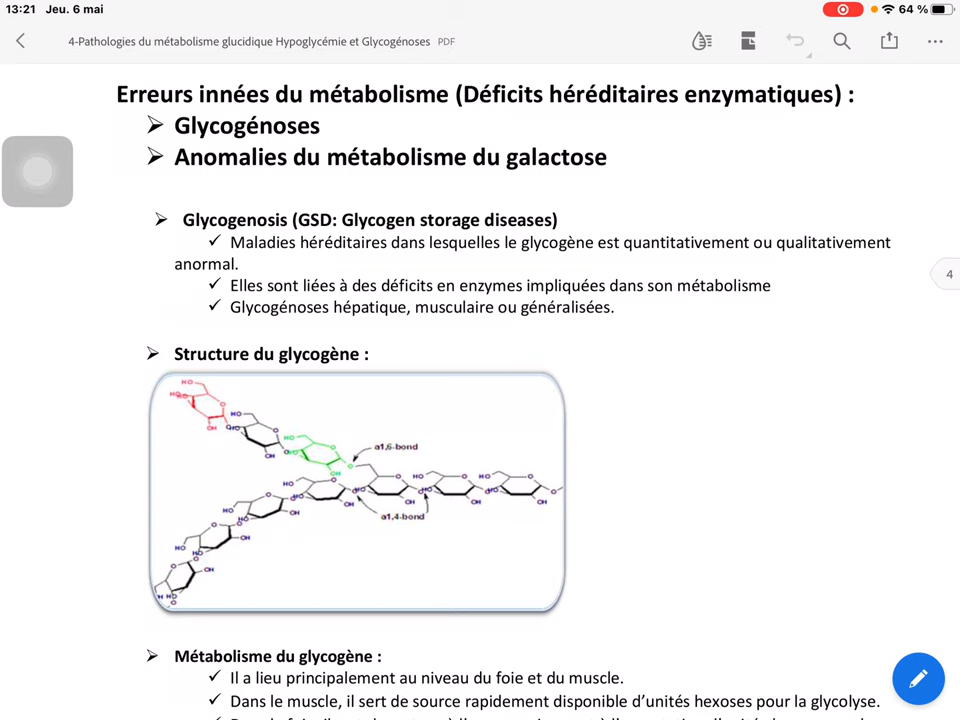 13:21 Jeu. 6 mai
64 %
4-Pathologies du métabolisme glucidique Hypoglycémie et Glycogénoses PDF
Erreurs innées du métabolisme (Déficits héréditaires enzymatiques) :
➢ Glycogénoses
➢ Anomalies du métabolisme du galactose
➢ Glycogenosis (GSD: Glycogen storage diseases)
✓ Maladies héréditaires dans lesquelles le glycogène est quantitativement ou qualitativement
anormal.
4
✓ Elles sont liées à des déficits en enzymes impliquées dans son métabolisme
✓ Glycogénoses hépatique, musculaire ou généralisées.
➢ Structure du glycogène :
a1,6-bond
a1,4-bond
➢ Métabolisme du glycogène :
✓ Il a lieu principalement au niveau du foie et du muscle.
✓ Dans le muscle, il sert de source rapidement disponible d’unités hexoses pour la glycolyse.